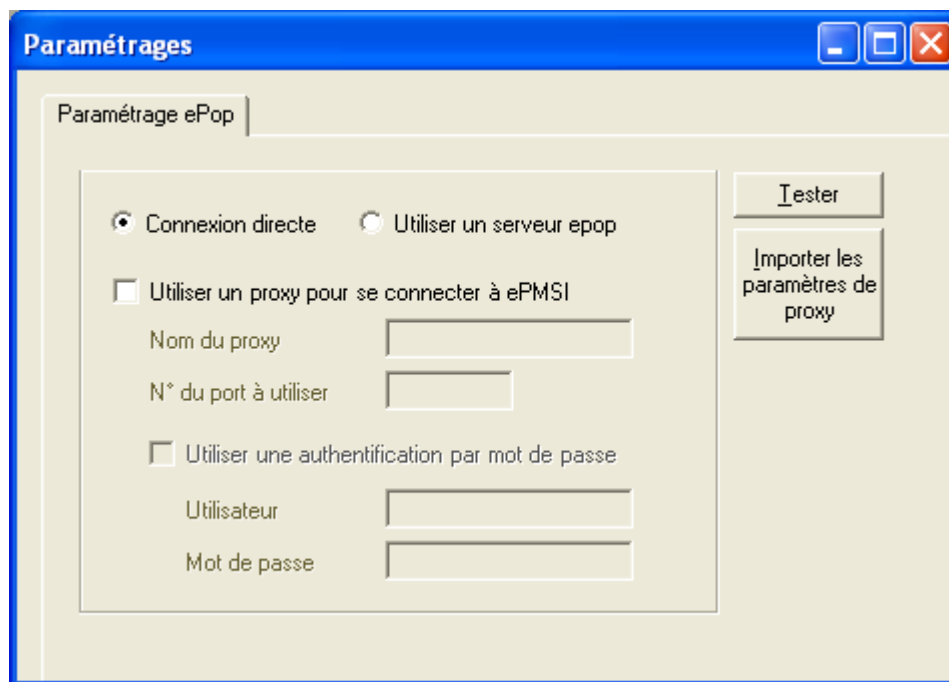 Paramétrages
Paramétrage ePop
Connexion directe
Utiliser un serveur epop
Tester
Importer les
paramètres de
proxy
Utiliser un proxy pour se connecter à ePMSI
Nom du proxy
N° du port à utiliser
Utiliser une authentification par mot de passe
Utilisateur
Mot de passe